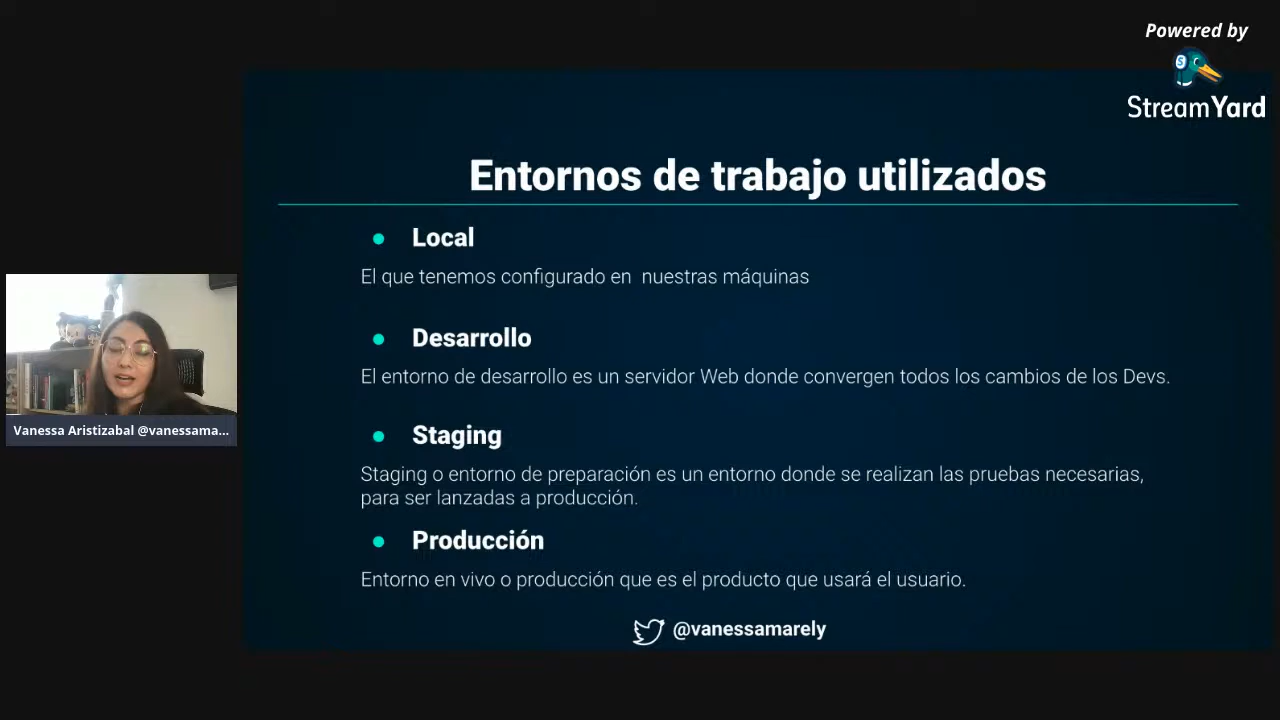 Powered by
StreamYard
Entornos de trabajo utilizados
Local
El que tenemos configurado en nuestras máquinas
Desarrollo
El entorno de desarrollo es un servidor Web donde convergen todos los cambios de los Devs.
Staging
Staging o entorno de preparación es un entorno donde se realizan las pruebas necesarias,
para ser lanzadas a producción.
Producción
Entorno en vivo o producción que es el producto que usará el usuario.
@vanessamarely
Vanessa Aristizabal @vanessama...